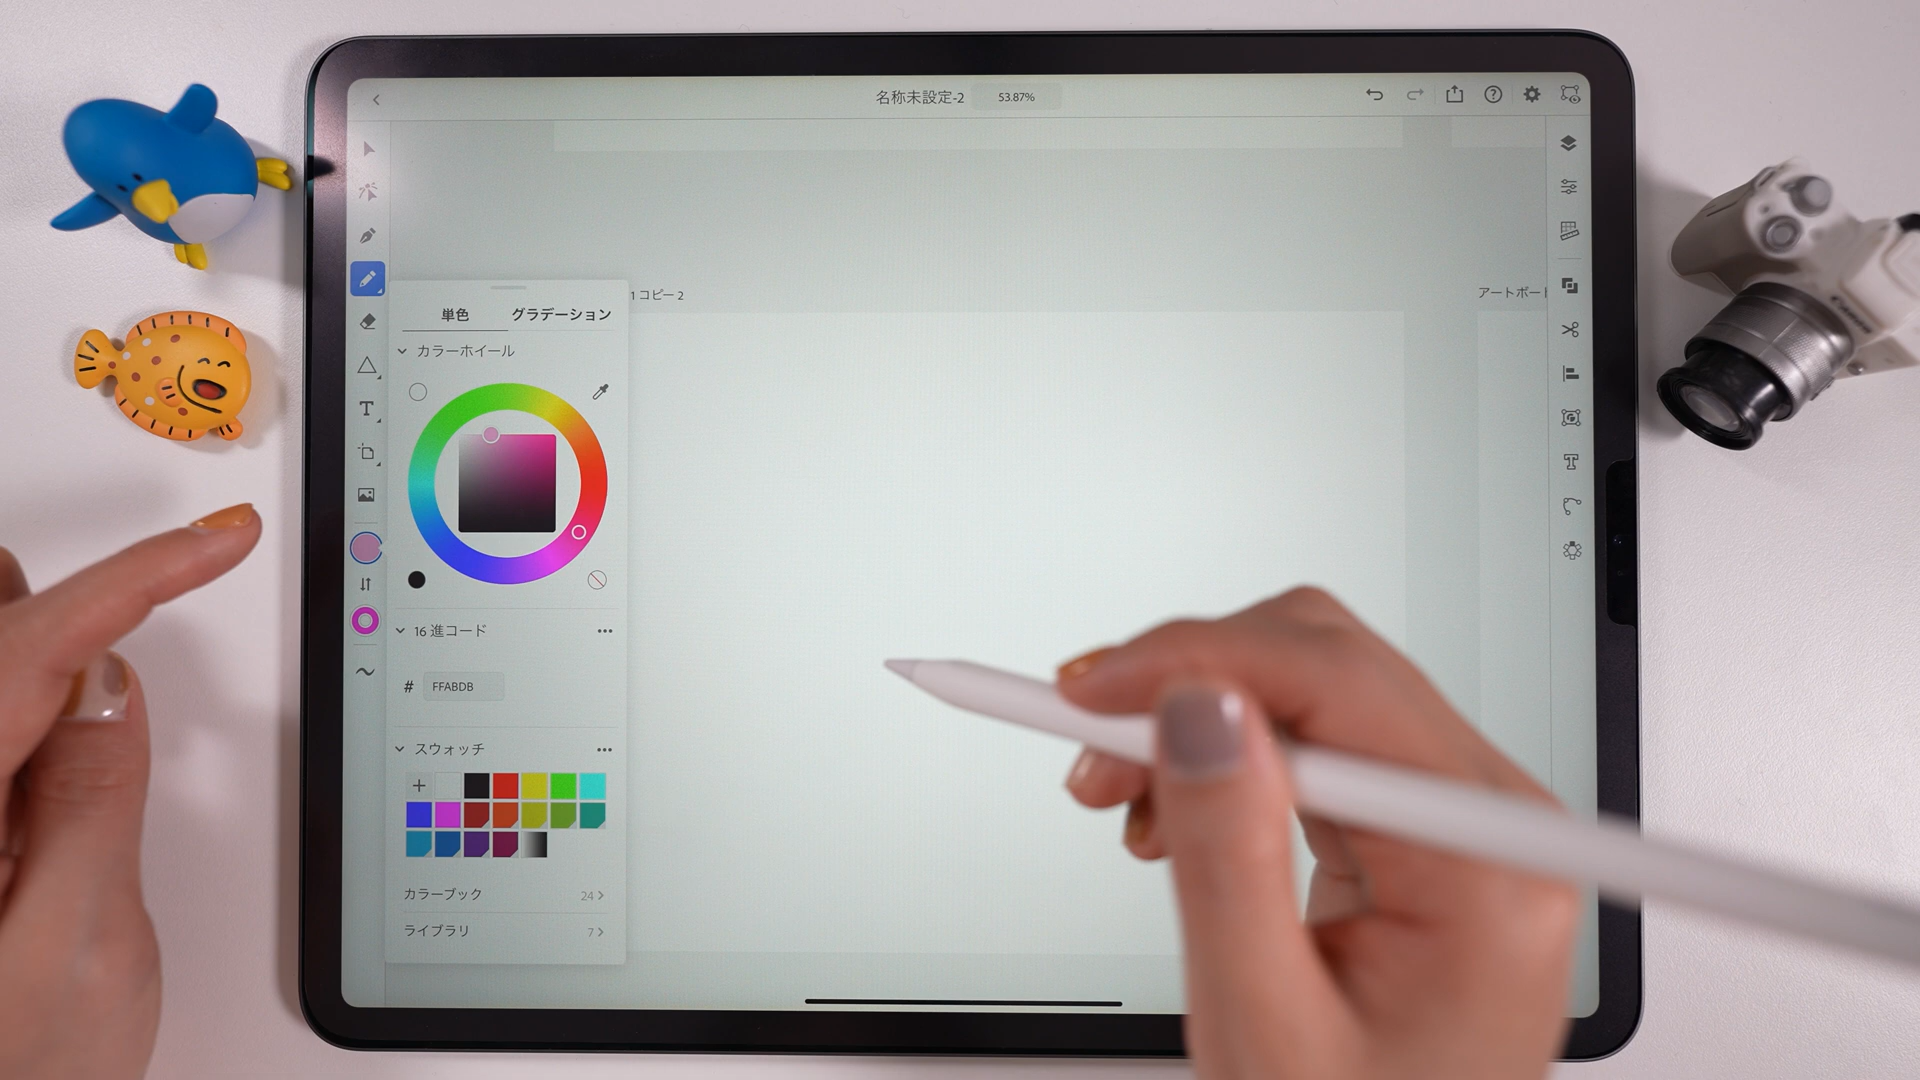 名称未設定-2
53.87%
1 コピー 2
アートボード
単色
グラデーション
カラーホイール
16 進コード
# FFABDB
スウォッチ
カラーブック
24
ライブラリ
7
Canon